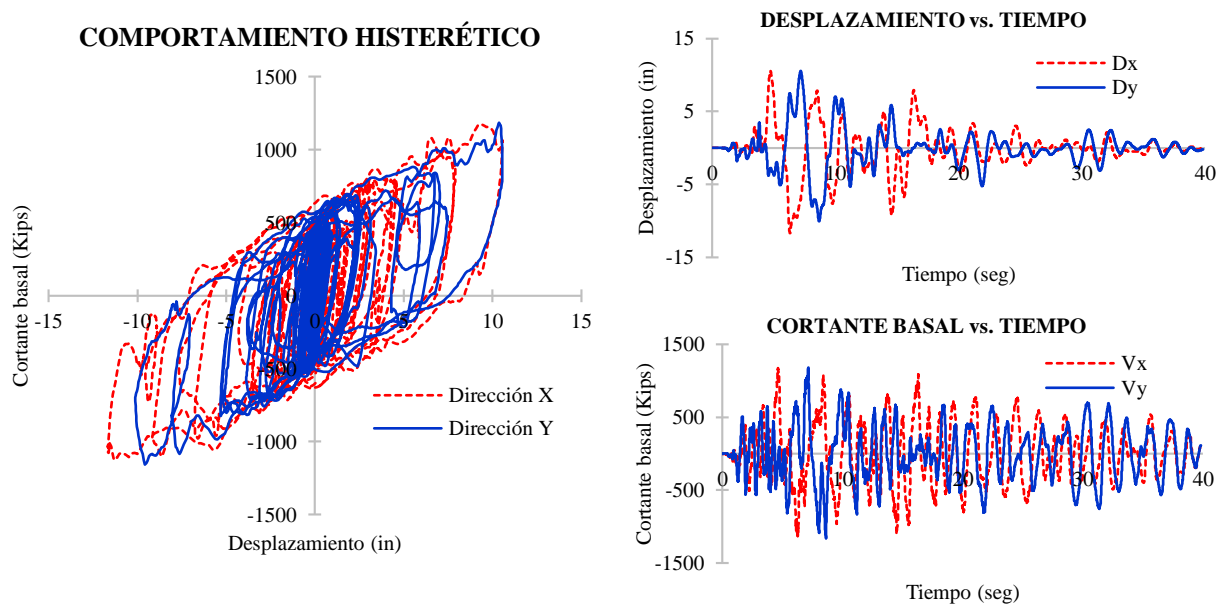 COMPORTAMIENTO HISTERÉTICO
1500
1000
500
0
-500
-1000
-1500
-15
-10
-5
0
5
10
15
Cortante basal (Kips)
Desplazamiento (in)
Dirección X
Dirección Y
DESPLAZAMIENTO vs. TIEMPO
15
5
-5
-15
0
10
20
30
40
Desplazamiento (in)
Tiempo (seg)
Dx
Dy
CORTANTE BASAL vs. TIEMPO
1500
500
-500
-1500
0
10
20
30
40
Cortante basal (Kips)
Tiempo (seg)
Vx
Vy